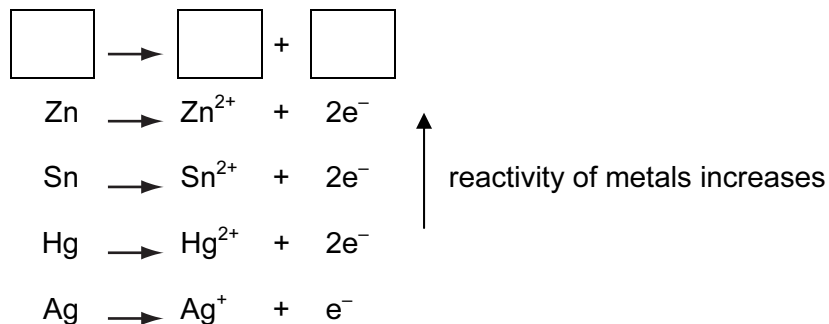 → +
Zn → Zn²⁺ + 2e⁻
Sn → Sn²⁺ + 2e⁻
reactivity of metals increases
Hg → Hg²⁺ + 2e⁻
Ag → Ag⁺ + e⁻